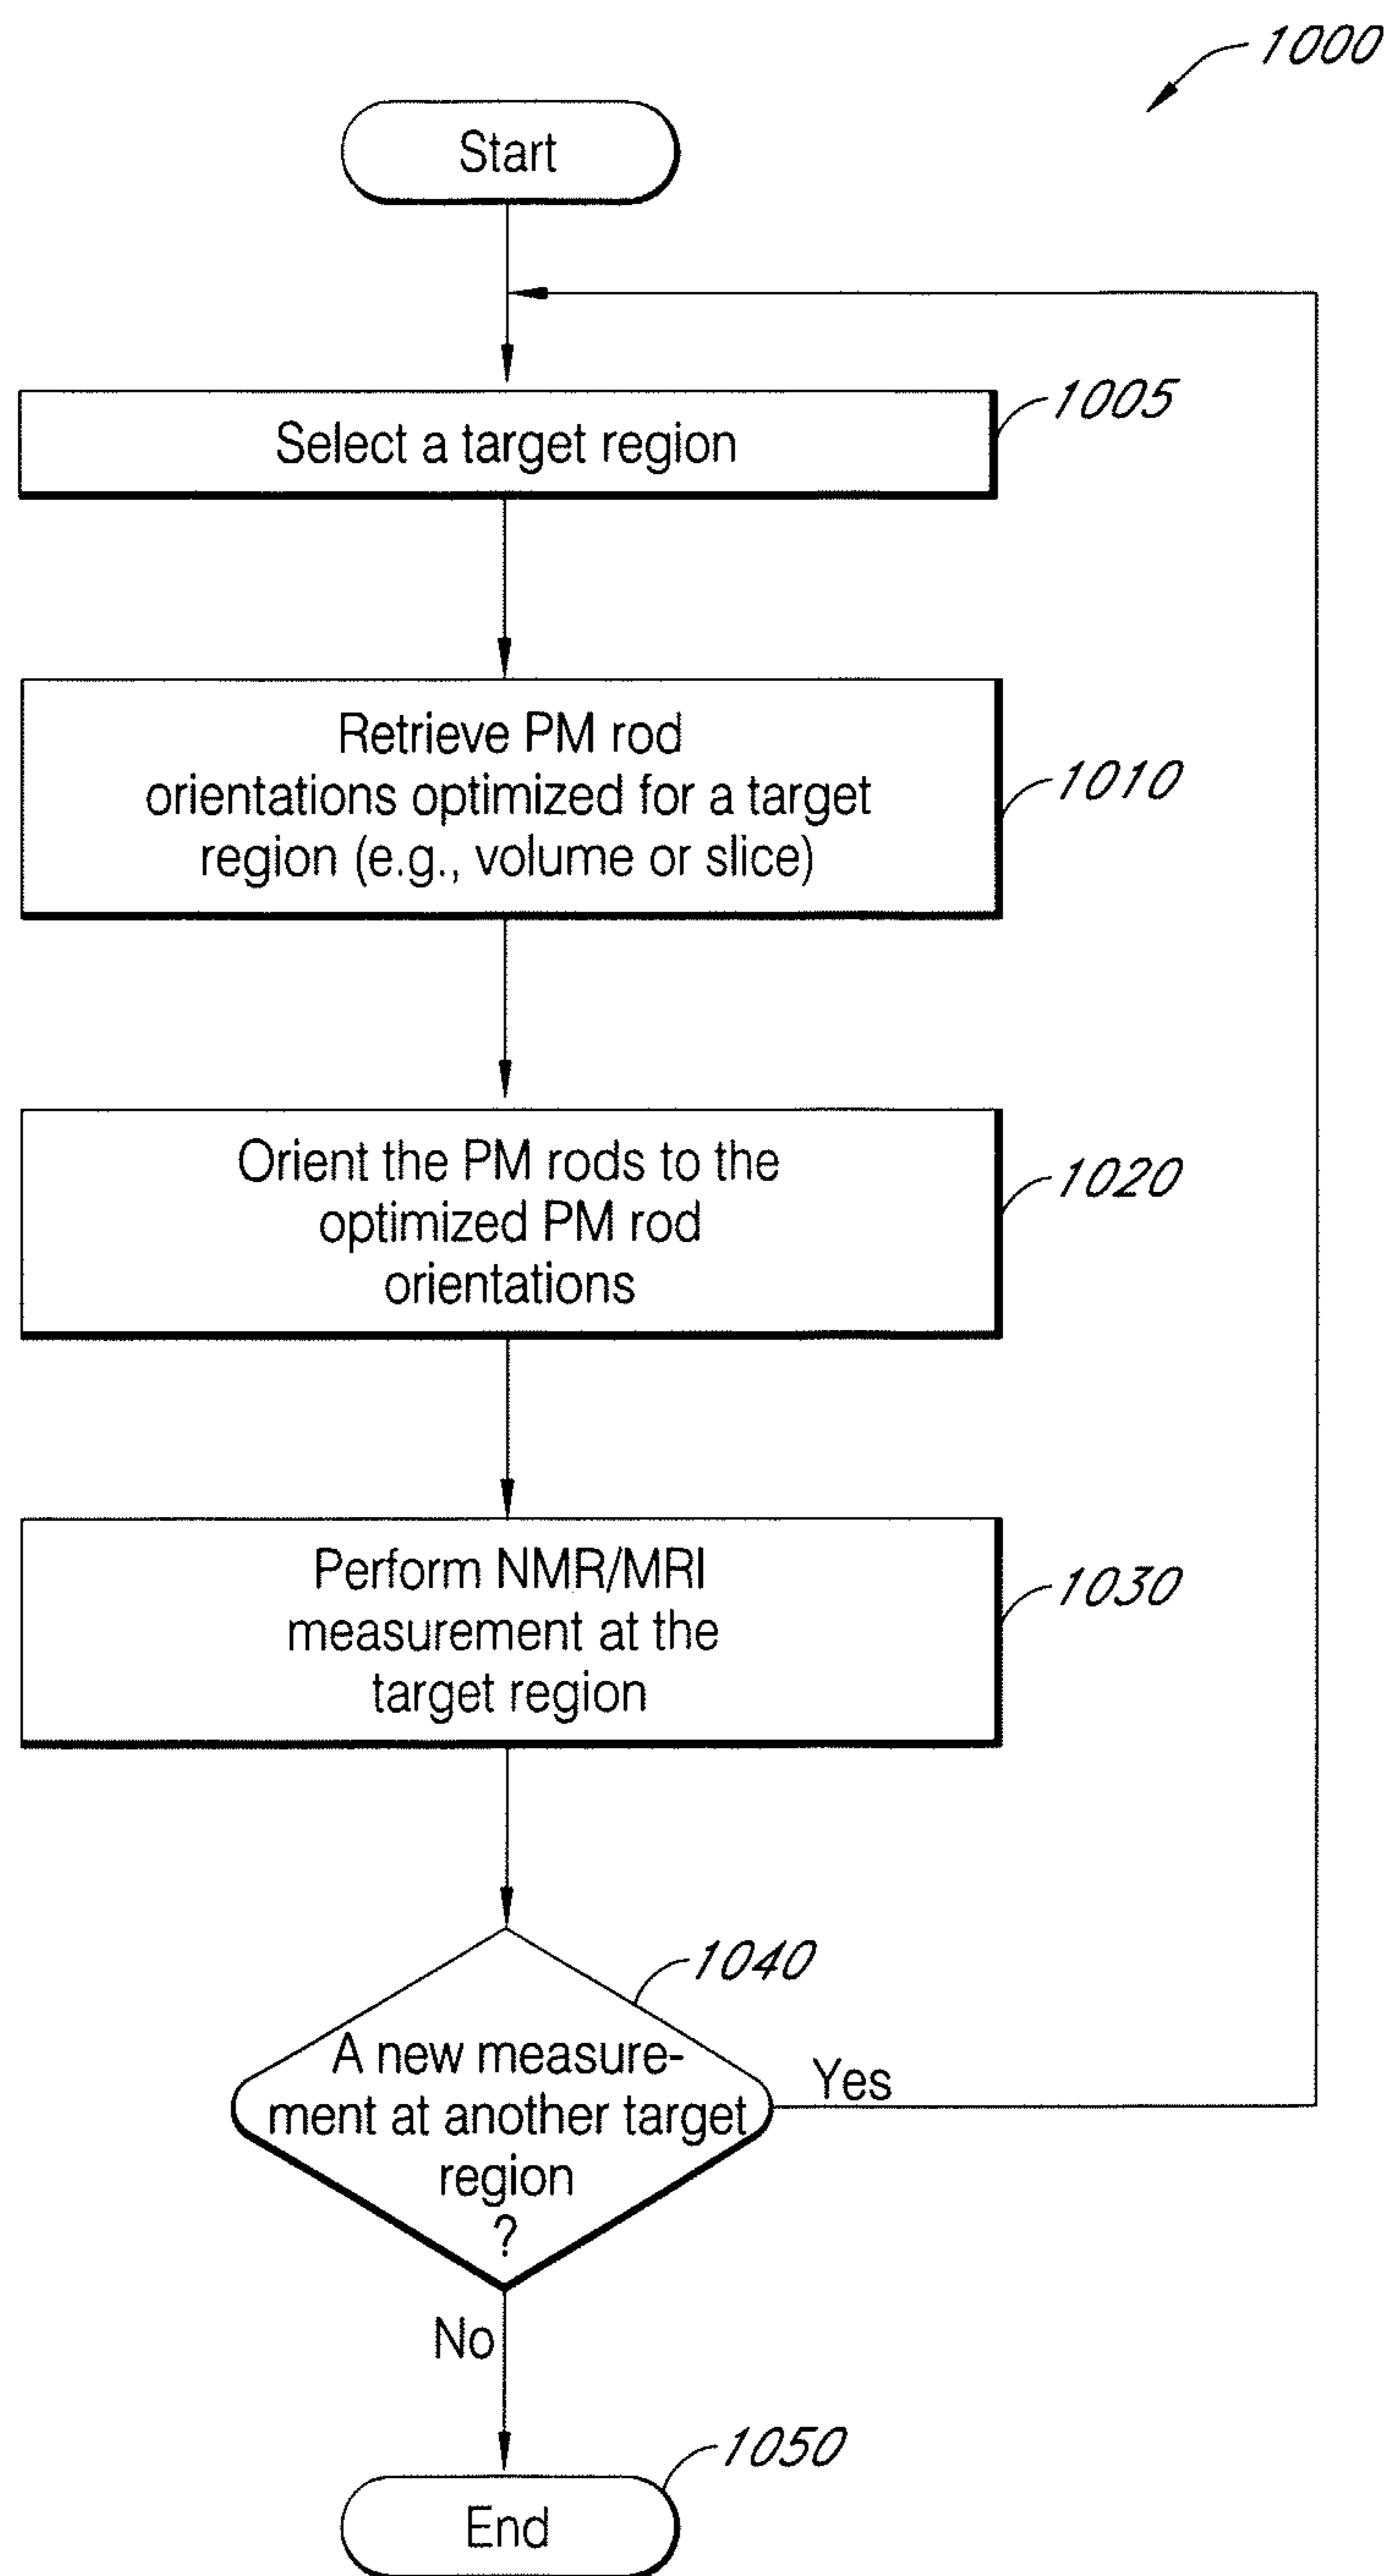 1000
Start
Select a target region
1005
Retrieve PM rod
orientations optimized for a target
region (e.g., volume or slice)
1010
Orient the PM rods to the
optimized PM rod
orientations
1020
Perform NMR/MRI
measurement at the
target region
1030
1040
A new measure-
ment at another target
region
?
Yes
No
1050
End